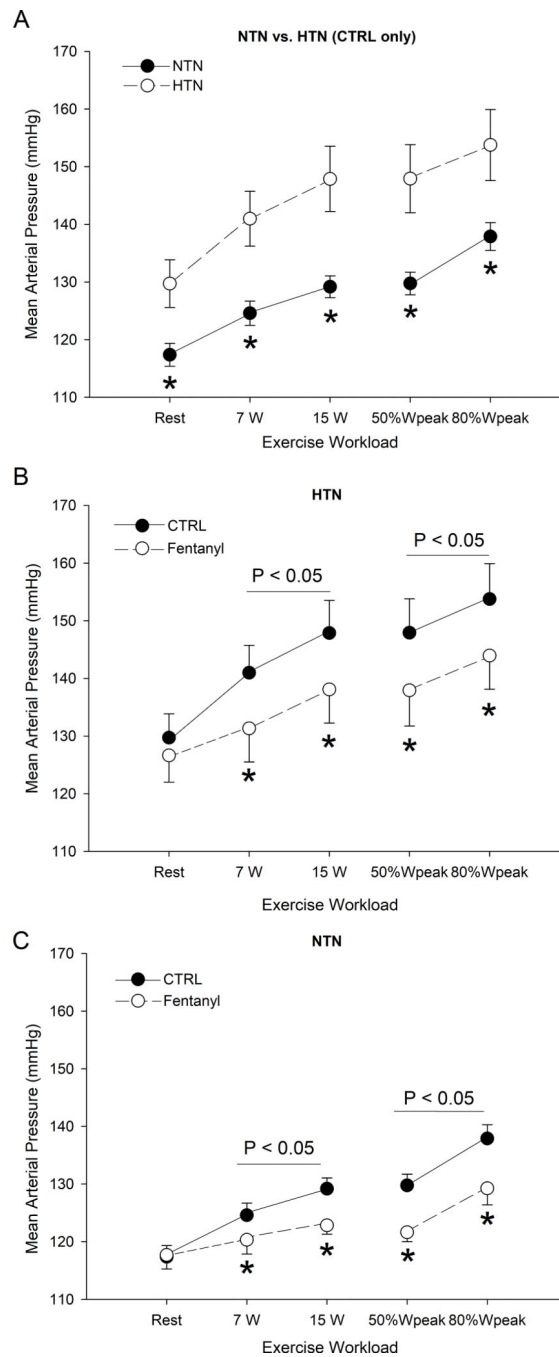 A
NTN vs. HTN (CTRL only)
170
160
150
140
130
120
110
Mean Arterial Pressure (mmHg)
NTN
HTN
*
*
*
*
*
Rest 7 W 15 W 50%Wpeak 80%Wpeak
Exercise Workload
B
HTN
170
160
150
140
130
120
110
Mean Arterial Pressure (mmHg)
CTRL
Fentanyl
P < 0.05
P < 0.05
*
*
*
*
Rest 7 W 15 W 50%Wpeak 80%Wpeak
Exercise Workload
C
NTN
170
160
150
140
130
120
110
Mean Arterial Pressure (mmHg)
CTRL
Fentanyl
P < 0.05
P < 0.05
*
*
*
*
Rest 7 W 15 W 50%Wpeak 80%Wpeak
Exercise Workload